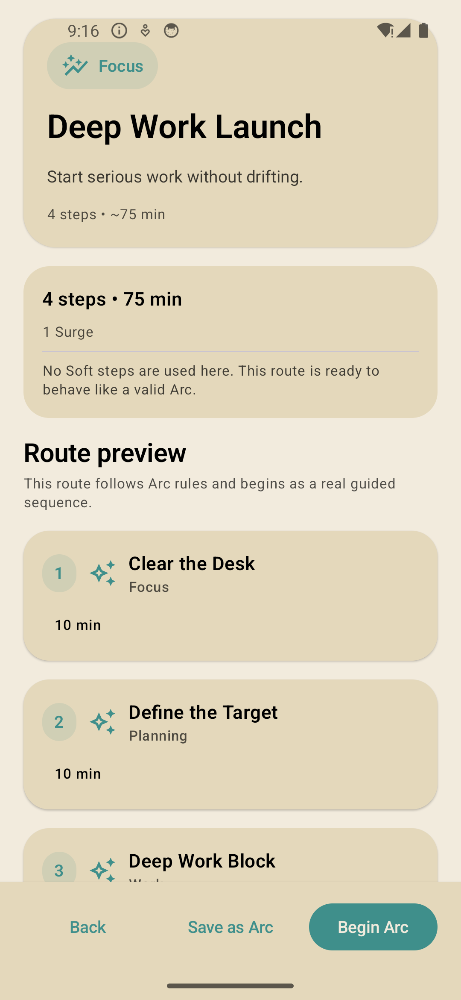 9:16
Focus
Deep Work Launch
Start serious work without drifting.
4 steps • ~75 min
4 steps • 75 min
1 Surge
No Soft steps are used here. This route is ready to
behave like a valid Arc.
Route preview
This route follows Arc rules and begins as a real guided
sequence.
1
Clear the Desk
Focus
10 min
2
Define the Target
Planning
10 min
3
Deep Work Block
Back
Save as Arc
Begin Arc